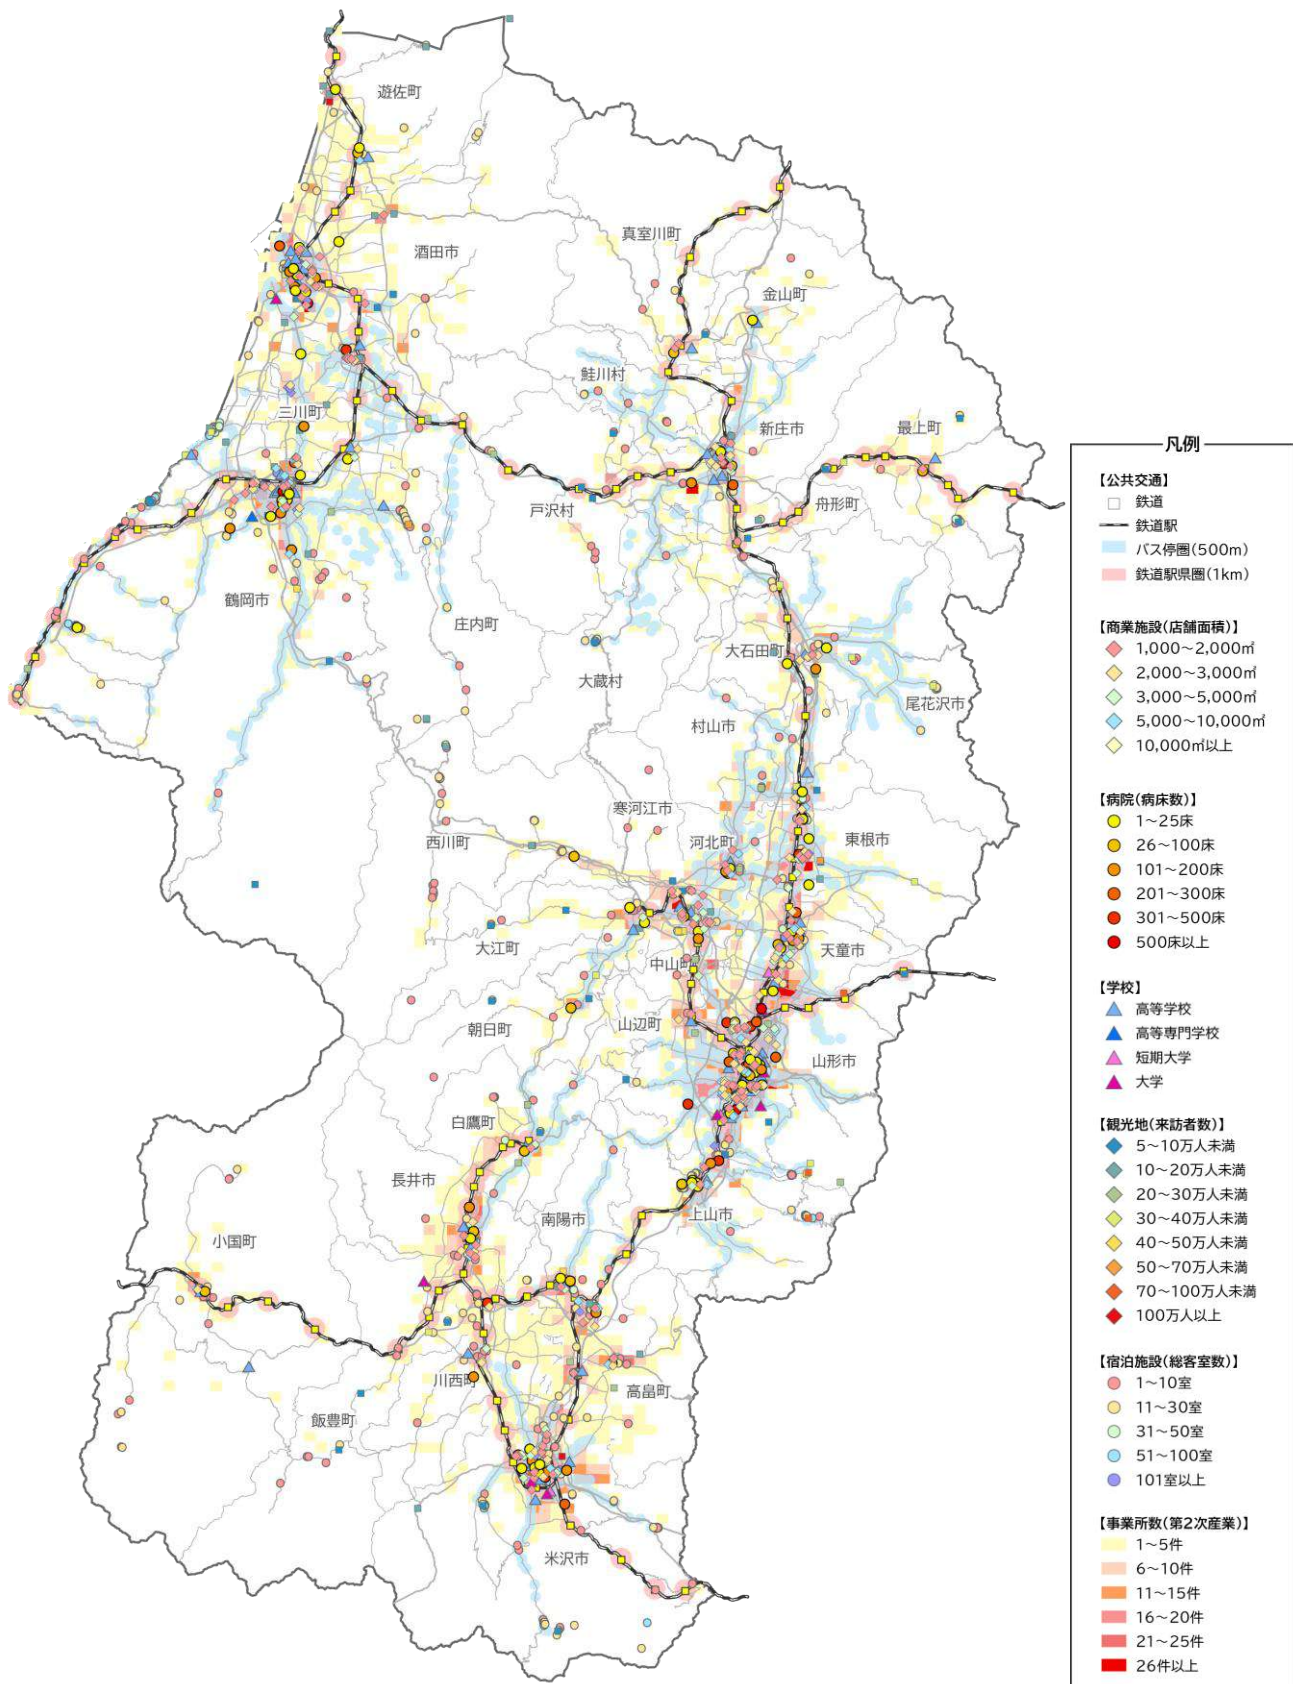 遊佐町
酒田市
真室川町
金山町
鮭川村
三川町
新庄市
最上町
戸沢村
舟形町
鶴岡市
庄内町
大石田町
大蔵村
尾花沢市
村山市
寒河江市
西川町
河北町
東根市
大江町
中山町
天童市
朝日町
山辺町
山形市
白鷹町
長井市
南陽市
上山市
小国町
川西町
高畠町
飯豊町
米沢市
凡例
【公共交通】
鉄道
鉄道駅
バス停圏(500m)
鉄道駅県圏(1km)
【商業施設(店舗面積)】
1,000～2,000㎡
2,000～3,000㎡
3,000～5,000㎡
5,000～10,000㎡
10,000㎡以上
【病院(病床数)】
1～25床
26～100床
101～200床
201～300床
301～500床
500床以上
【学校】
高等学校
高等専門学校
短期大学
大学
【観光地(来訪者数)】
5～10万人未満
10～20万人未満
20～30万人未満
30～40万人未満
40～50万人未満
50～70万人未満
70～100万人未満
100万人以上
【宿泊施設(総客室数)】
1～10室
11～30室
31～50室
51～100室
101室以上
【事業所数(第2次産業)】
1～5件
6～10件
11～15件
16～20件
21～25件
26件以上